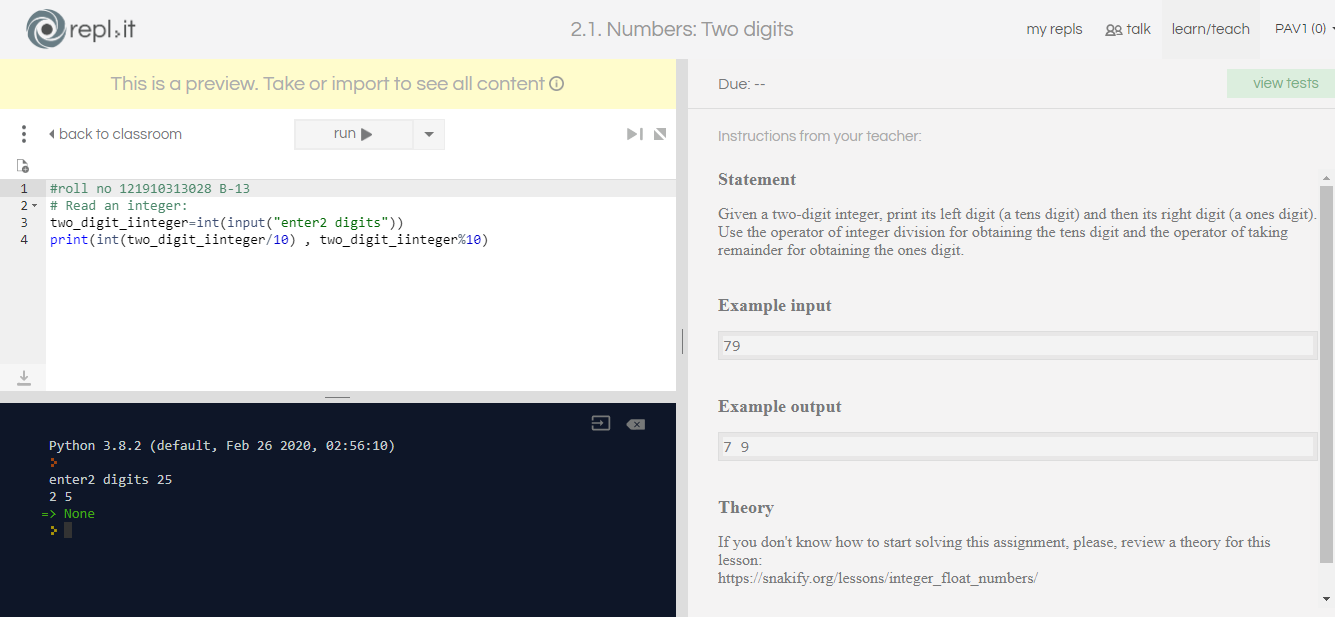 repl.it
2.1. Numbers: Two digits
my repls
talk
learn/teach
PAV1 (0)
This is a preview. Take or import to see all content
back to classroom
run
1 #roll no 121910313028 B-13
2 # Read an integer:
3 two_digit_iinteger=int(input("enter2 digits"))
4 print(int(two_digit_iinteger/10) , two_digit_iinteger%10)
Python 3.8.2 (default, Feb 26 2020, 02:56:10)
enter2 digits 25
2 5
=> None
Due: --
view tests
Instructions from your teacher:
Statement
Given a two-digit integer, print its left digit (a tens digit) and then its right digit (a ones digit).
Use the operator of integer division for obtaining the tens digit and the operator of taking
remainder for obtaining the ones digit.
Example input
79
Example output
7 9
Theory
If you don't know how to start solving this assignment, please, review a theory for this
lesson:
https://snakify.org/lessons/integer_float_numbers/